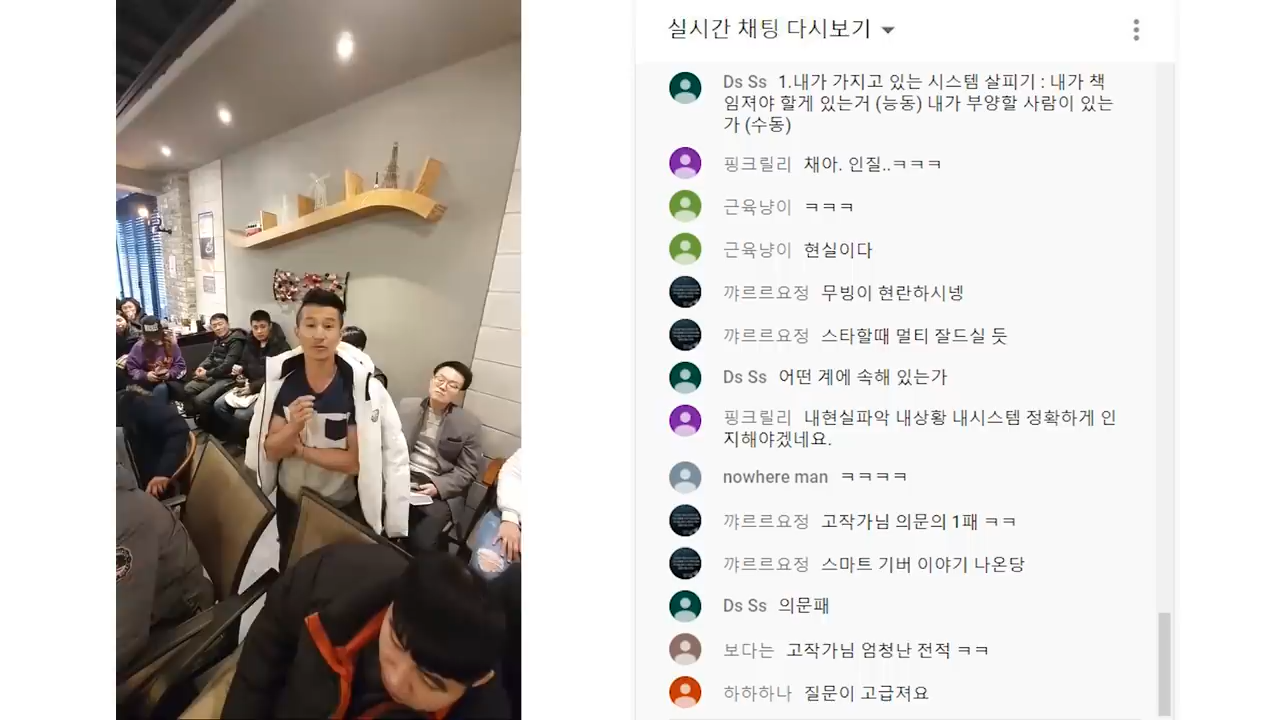 실시간 채팅 다시보기
Ds Ss 1.내가 가지고 있는 시스템 살피기 : 내가 책
임져야 할게 있는거 (능동) 내가 부양할 사람이 있는
가 (수동)
핑크릴리 채아. 인질..ㅋㅋㅋ
근육냥이 ㅋㅋㅋ
근육냥이 현실이다
꺄르르요정 무빙이 현란하시넹
꺄르르요정 스타할때 멀티 잘드실 듯
Ds Ss 어떤 계에 속해 있는가
핑크릴리 내현실파악 내상황 내시스템 정확하게 인
지해야겠네요.
nowhere man ㅋㅋㅋㅋ
꺄르르요정 고작가님 의문의 1패 ㅋㅋ
꺄르르요정 스마트 기버 이야기 나온당
Ds Ss 의문패
보다는 고작가님 엄청난 전적 ㅋㅋ
하하하나 질문이 고급져요